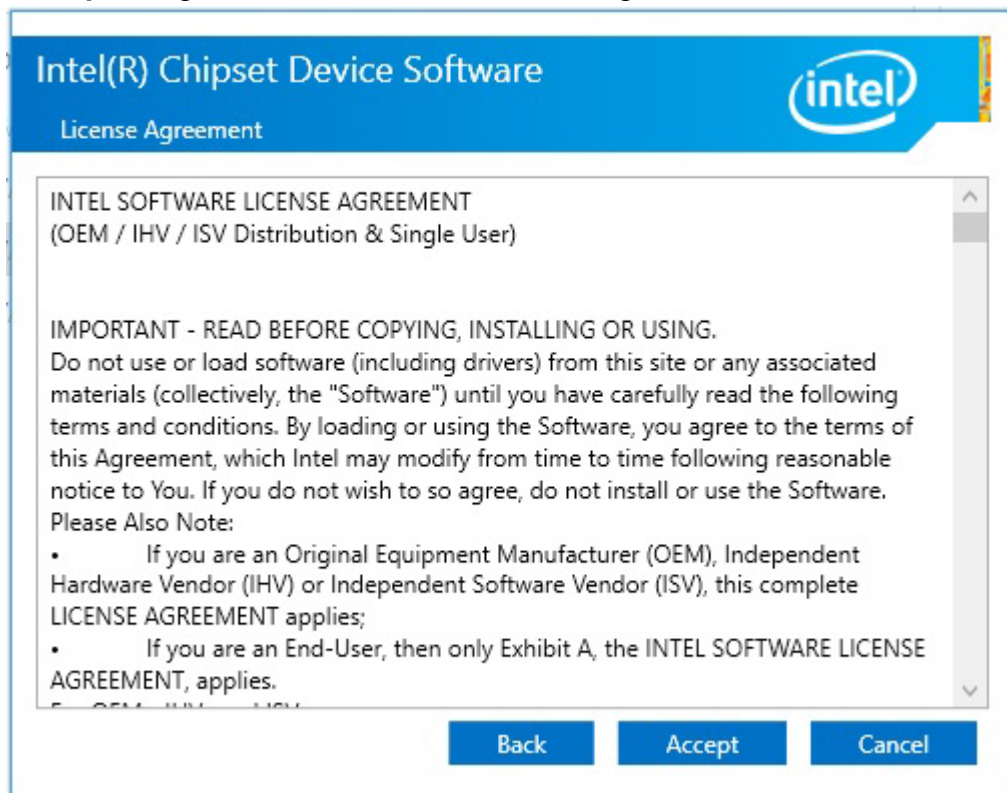 Intel(R) Chipset Device Software
intel
License Agreement
INTEL SOFTWARE LICENSE AGREEMENT
(OEM / IHV / ISV Distribution & Single User)
IMPORTANT - READ BEFORE COPYING, INSTALLING OR USING.
Do not use or load software (including drivers) from this site or any associated
materials (collectively, the "Software") until you have carefully read the following
terms and conditions. By loading or using the Software, you agree to the terms of
this Agreement, which Intel may modify from time to time following reasonable
notice to You. If you do not wish to so agree, do not install or use the Software.
Please Also Note:
• If you are an Original Equipment Manufacturer (OEM), Independent
Hardware Vendor (IHV) or Independent Software Vendor (ISV), this complete
LICENSE AGREEMENT applies;
• If you are an End-User, then only Exhibit A, the INTEL SOFTWARE LICENSE
AGREEMENT, applies.
Back Accept Cancel